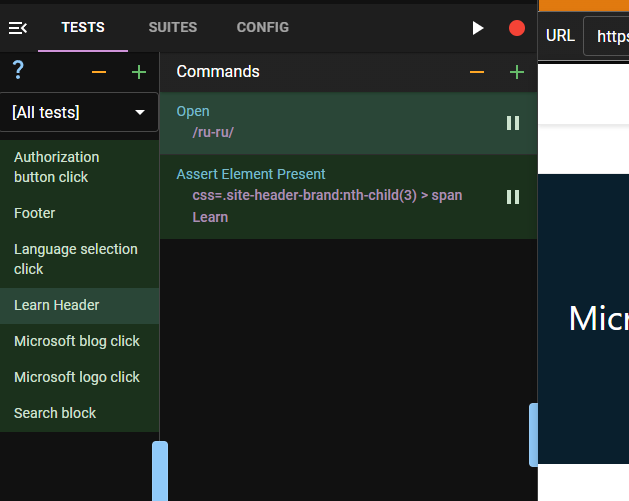 TESTS SUITES CONFIG
URL https
? Commands
[All tests]
Open
/ru-ru/
Authorization
button click
Assert Element Present
css=.site-header-brand:nth-child(3) > span
Learn
Footer
Language selection
click
Learn Header
Microsoft blog click
Microsoft logo click
Search block
Micr